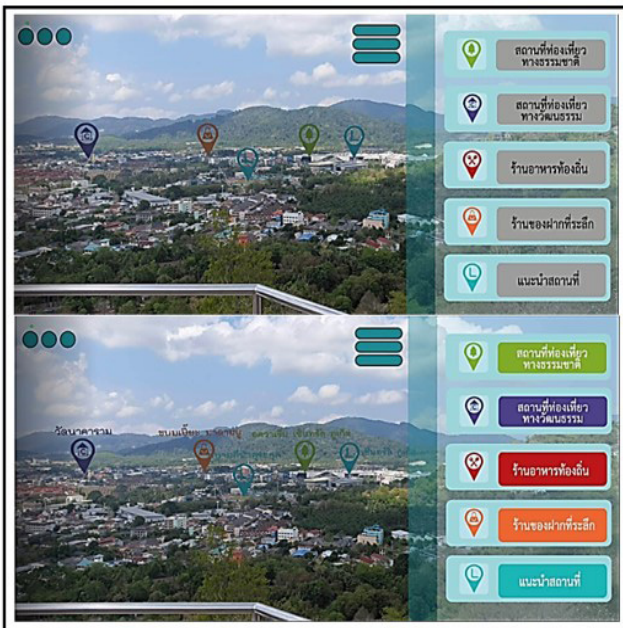 สถานที่ท่องเที่ยว
ทางธรรมชาติ
สถานที่ท่องเที่ยว
ทางวัฒนธรรม
ร้านอาหารท้องถิ่น
ร้านของฝากที่ระลึก
แนะนำสถานที่
สถานที่ท่องเที่ยว
ทางธรรมชาติ
วัดนาคาราม
สถานที่ท่องเที่ยว
ทางวัฒนธรรม
ร้านอาหารท้องถิ่น
ร้านของฝากที่ระลึก
แนะนำสถานที่